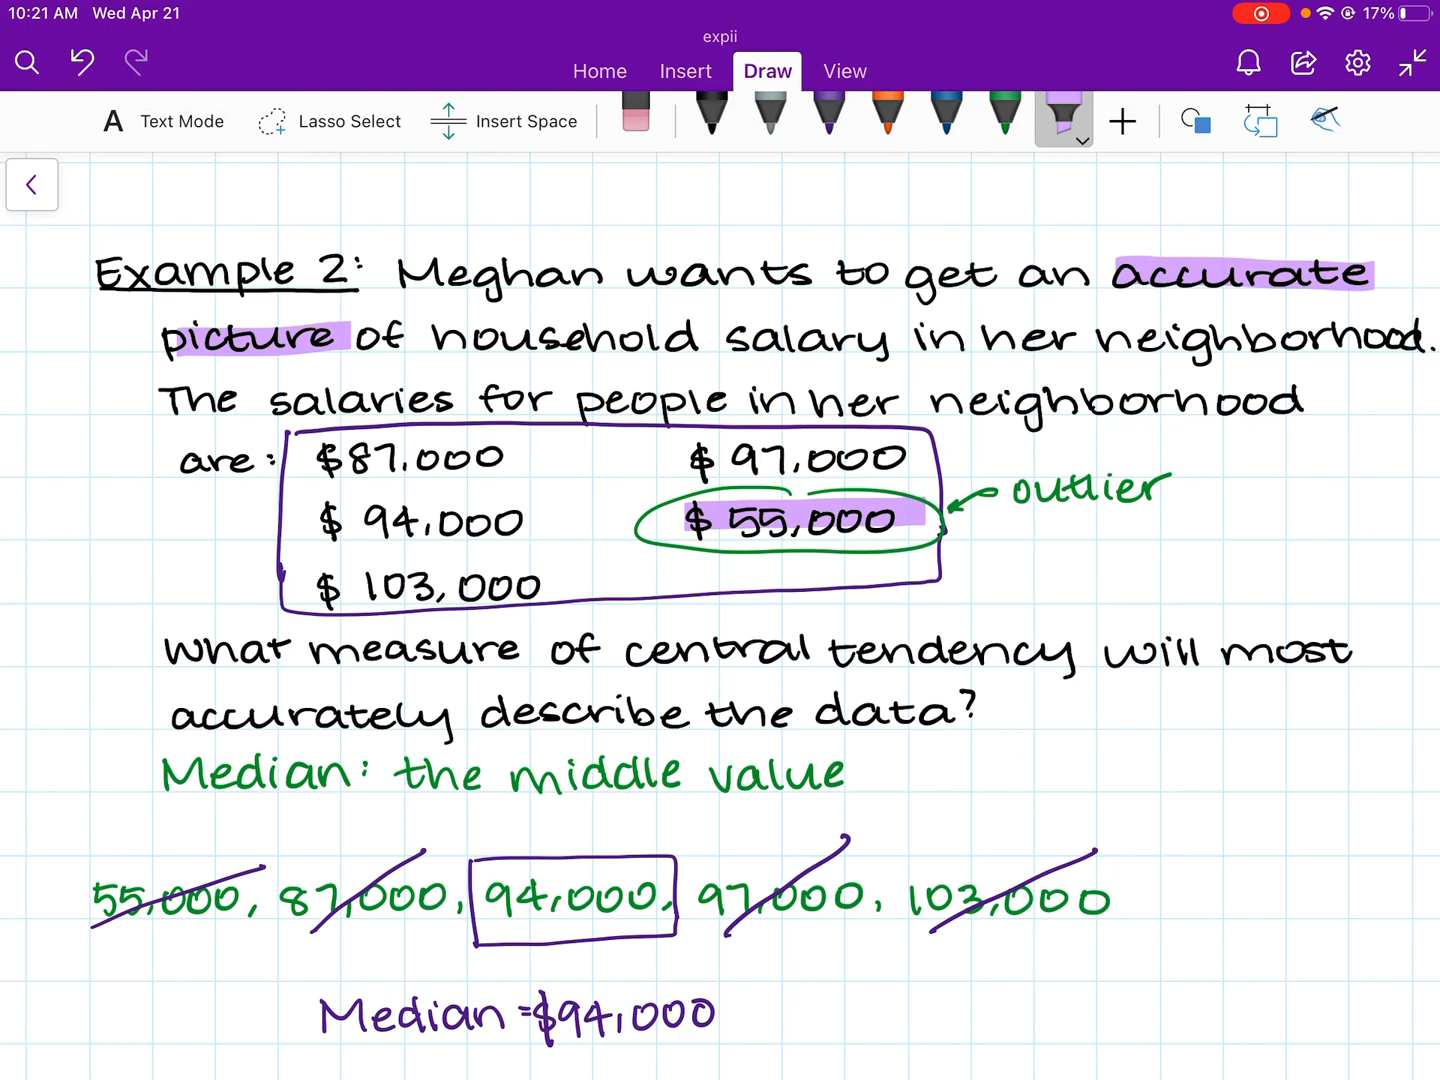 10:21 AM Wed Apr 21
17%
expii
Home Insert Draw View
A Text Mode Lasso Select Insert Space
Example 2: Meghan wants to get an accurate
picture of household salary in her neighborhood.
The salaries for people in her neighborhood
are: $87,000 $97,000
$94,000 $55,000 outlier
$103,000
What measure of central tendency will most
accurately describe the data?
Median: the middle value
55,000, 87,000, 94,000, 97,000, 103,000
Median = $94,000